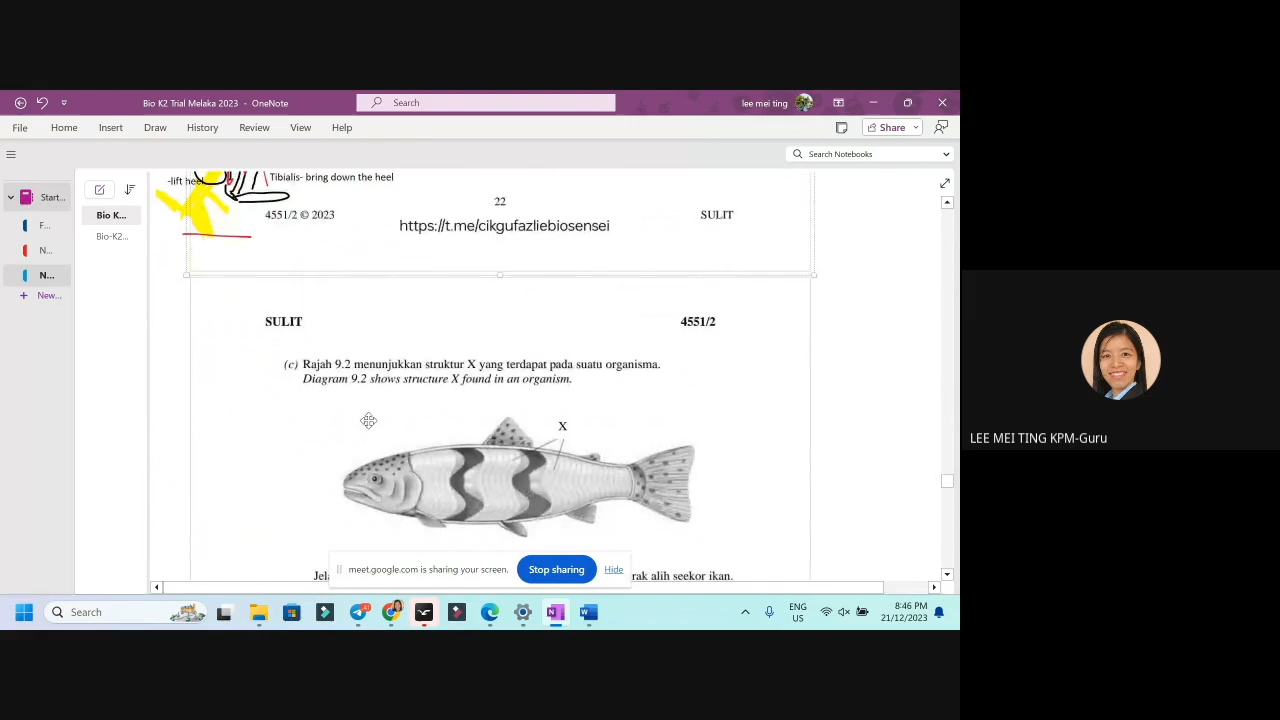 Bio K2 Trial Melaka 2023 - OneNote
Search
lee mei ting
File Home Insert Draw History Review View Help
Share
Search Notebooks
Start...
F...
N...
N...
New...
Bio K...
Bio-K2...
-lift heel
Tibialis- bring down the heel
22
4551/2 © 2023
SULIT
https://t.me/cikgufazliebiosensei
SULIT
4551/2
(c) Rajah 9.2 menunjukkan struktur X yang terdapat pada suatu organisma.
Diagram 9.2 shows structure X found in an organism.
X
meet.google.com is sharing your screen.
Stop sharing
Hide
Jela
rak alih seekor ikan.
Search
ENG
US
8:46 PM
21/12/2023
LEE MEI TING KPM-Guru